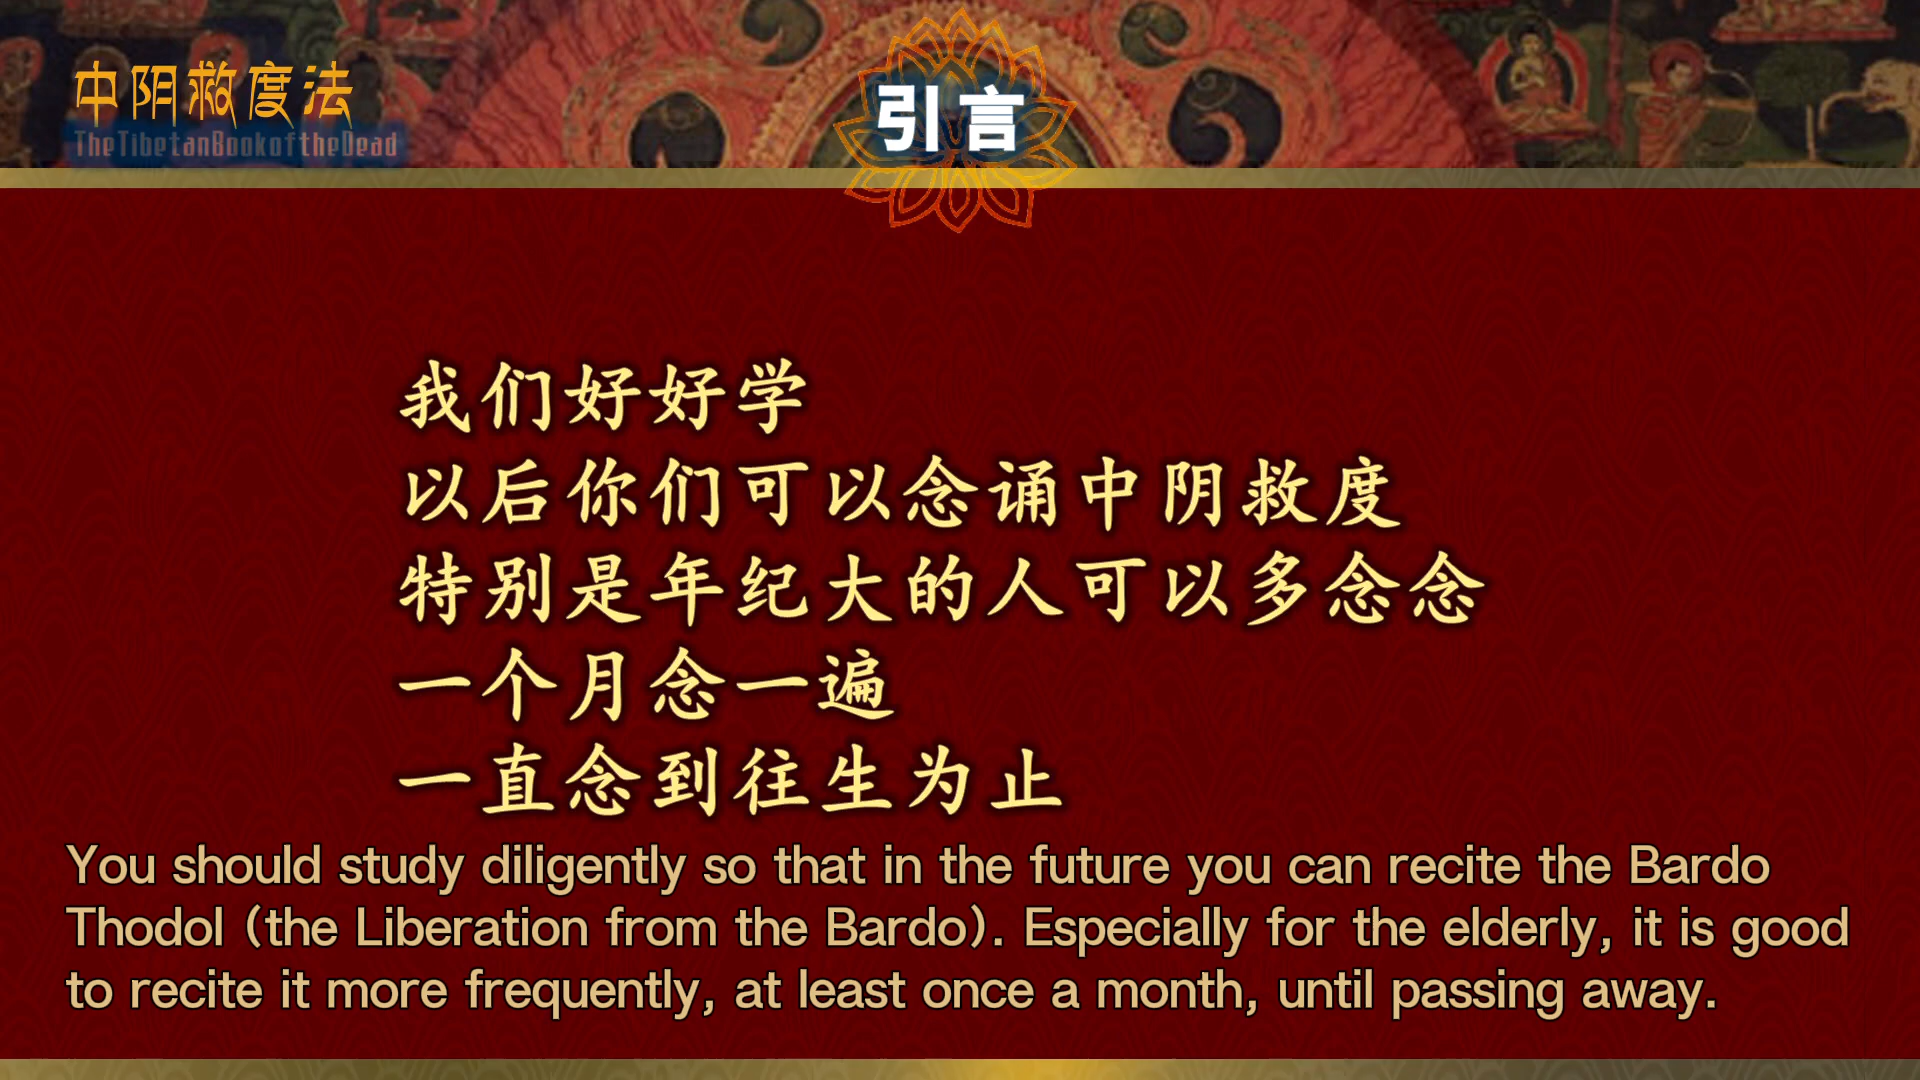 中阴救度法
TheTibetanBookoftheDead
引言
我们好好学
以后你们可以念诵中阴救度
特别是年纪大的人可以多念念
一个月念一遍
一直念到往生为止
You should study diligently so that in the future you can recite the Bardo
Thodol (the Liberation from the Bardo). Especially for the elderly, it is good
to recite it more frequently, at least once a month, until passing away.